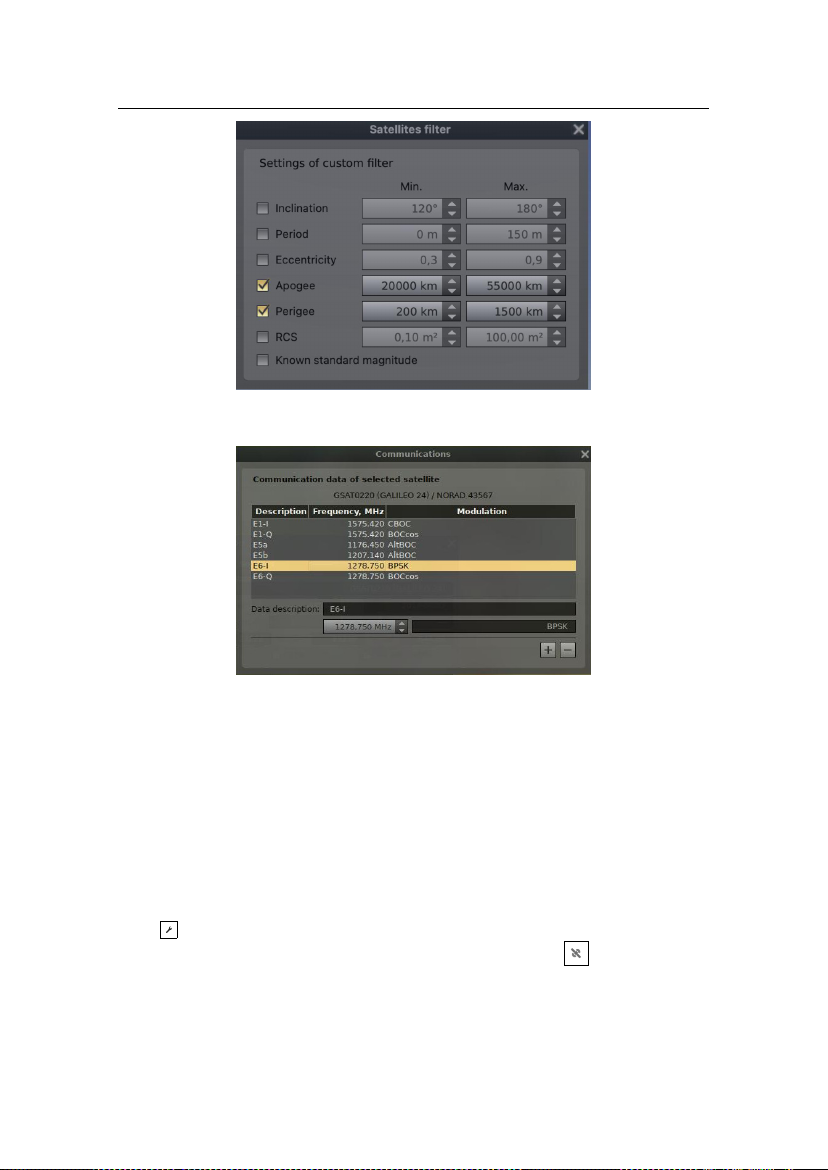 Satellites filter
Settings of custom filter
Min. Max.
Inclination 120° 180°
Period 0 m 150 m
Eccentricity 0,3 0,9
Apogee 20000 km 55000 km
Perigee 200 km 1500 km
RCS 0,10 m² 100,00 m²
Known standard magnitude
Communications
Communication data of selected satellite
GSAT0220 (GALILEO 24) / NORAD 43567
Description Frequency, MHz Modulation
E1-I 1575.420 CBOC
E1-Q 1575.420 BOCcos
E5a 1176.450 AltBOC
E5b 1207.140 AltBOC
E6-I 1278.750 BPSK
E6-Q 1278.750 BOCcos
Data description: E6-I
1278.750 MHz BPSK